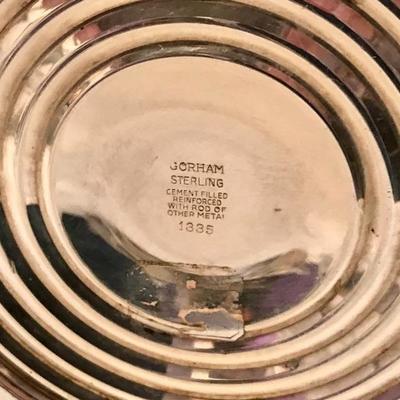 GORHAM
STERLING
CEMENT FILLED
REINFORCED
WITH ROD OF
OTHER METAL
1335